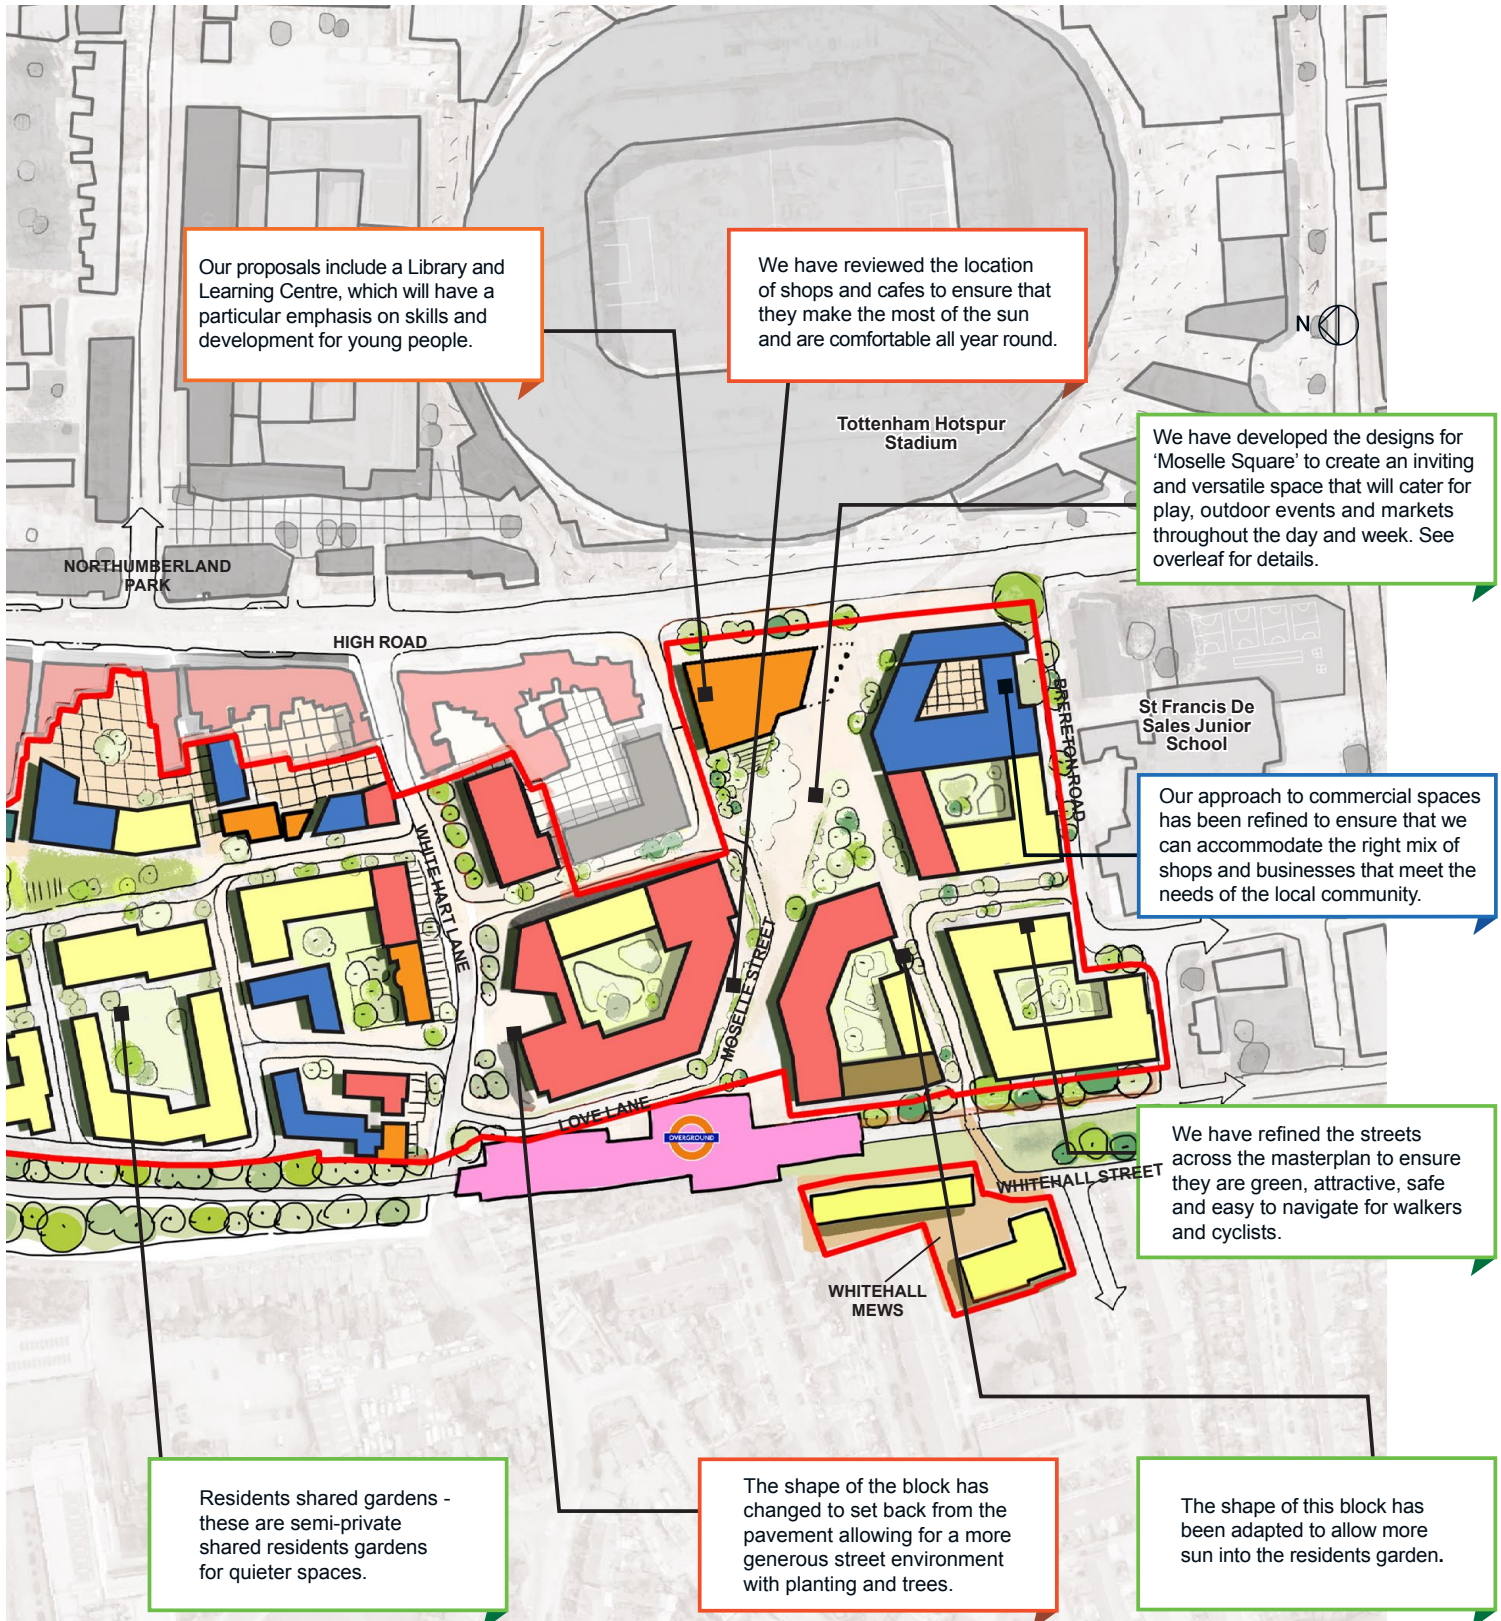 Our proposals include a Library and
Learning Centre, which will have a
particular emphasis on skills and
development for young people.
We have reviewed the location
of shops and cafes to ensure that
they make the most of the sun
and are comfortable all year round.
N
Tottenham Hotspur
Stadium
We have developed the designs for
‘Moselle Square’ to create an inviting
and versatile space that will cater for
play, outdoor events and markets
throughout the day and week. See
overleaf for details.
NORTHUMBERLAND
PARK
HIGH ROAD
BRERETON ROAD
St Francis De
Sales Junior
School
Our approach to commercial spaces
has been refined to ensure that we
can accommodate the right mix of
shops and businesses that meet the
needs of the local community.
WHITE HART LANE
MOSELLE STREET
LOVE LANE
OVERGROUND
We have refined the streets
across the masterplan to ensure
they are green, attractive, safe
and easy to navigate for walkers
and cyclists.
WHITEHALL STREET
WHITEHALL
MEWS
Residents shared gardens -
these are semi-private
shared residents gardens
for quieter spaces.
The shape of the block has
changed to set back from the
pavement allowing for a more
generous street environment
with planting and trees.
The shape of this block has
been adapted to allow more
sun into the residents garden.